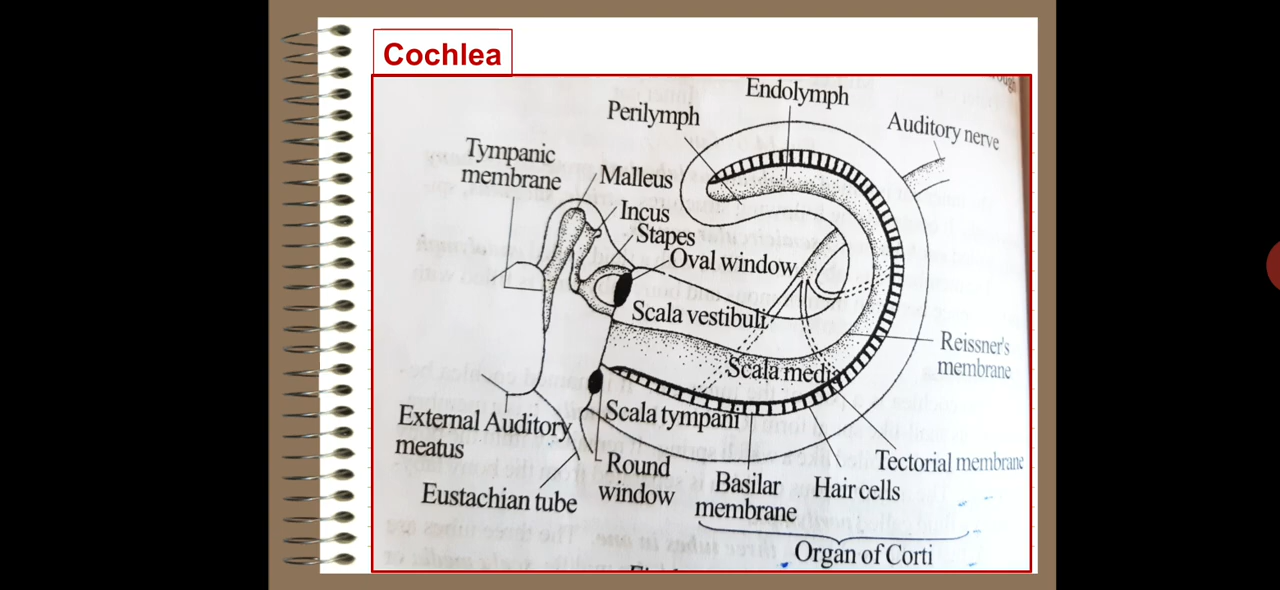 Cochlea
Endolymph
Perilymph
Auditory nerve
Tympanic
membrane
Malleus
Incus
Stapes
Oval window
Scala vestibuli
Reissner's
membrane
Scala media
Scala tympani
External Auditory
meatus
Tectorial membrane
Round
window
Basilar
membrane
Hair cells
Eustachian tube
Organ of Corti